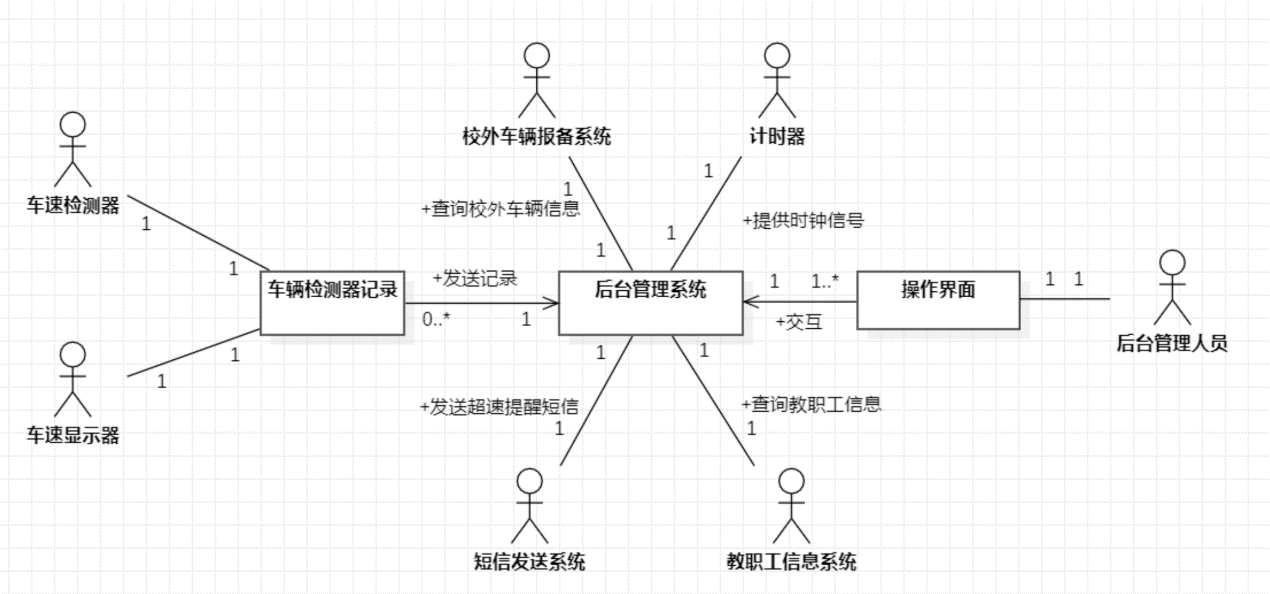 校外车辆报备系统
计时器
车速检测器
1
1
+查询校外车辆信息
1
+提供时钟信号
1
1
1
1
车辆检测器记录
+发送记录
0..*
1
后台管理系统
1
1..*
+交互
操作界面
1
1
后台管理人员
1
1
车速显示器
1
1
+发送超速提醒短信
+查询教职工信息
1
1
短信发送系统
教职工信息系统